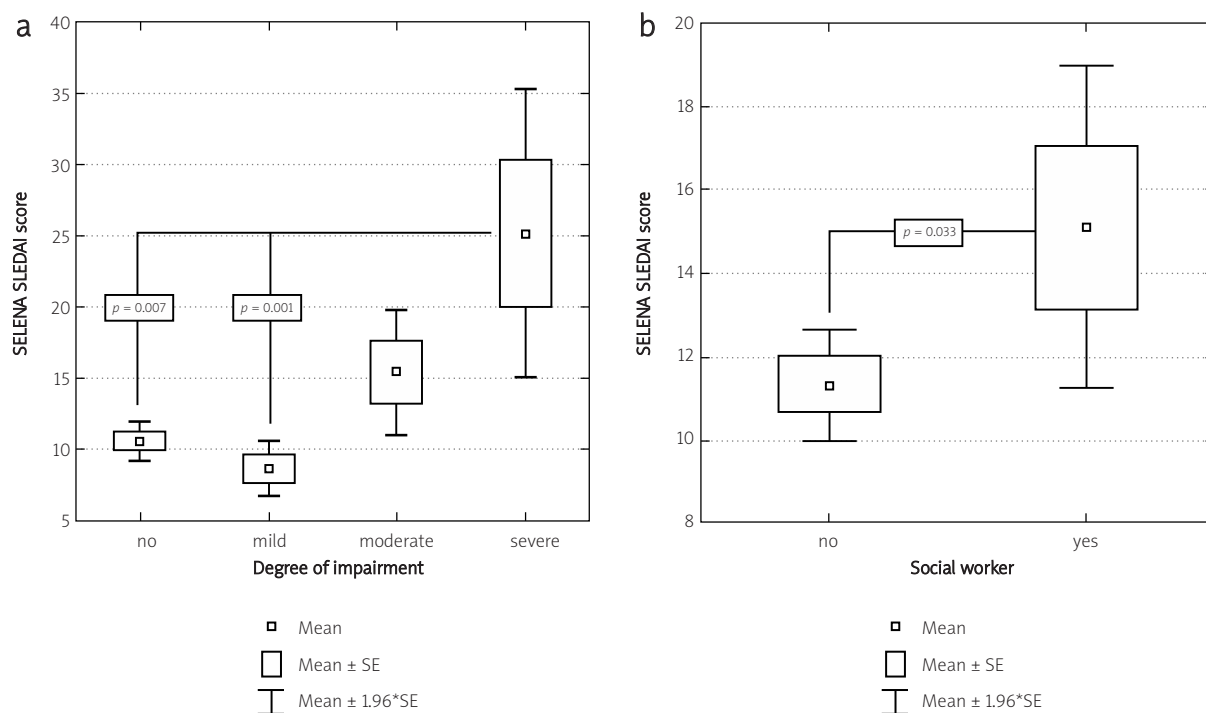 a
SELENA SLEDAI score
40
35
30
25
20
15
10
5
p = 0.007
p = 0.001
no mild moderate severe
Degree of impairment
Mean
Mean ± SE
Mean ± 1.96*SE
b
SELENA SLEDAI score
20
18
16
14
12
10
8
p = 0.033
no yes
Social worker
Mean
Mean ± SE
Mean ± 1.96*SE